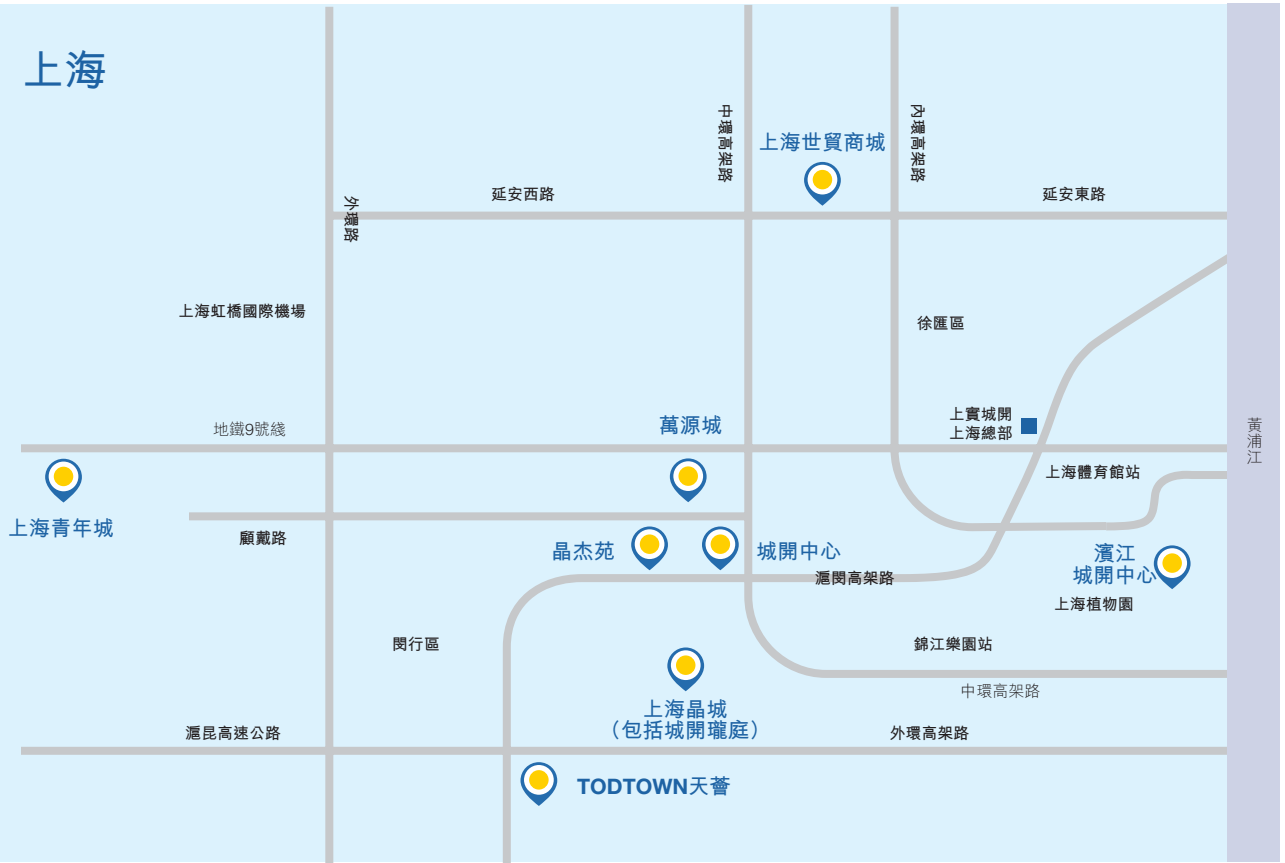 上海
中環高架路
內環高架路
上海世貿商城
延安西路
延安東路
外環路
上海虹橋國際機場
徐匯區
上實城開
上海總部
地鐵9號綫
萬源城
黃浦江
上海體育館站
上海青年城
顧戴路
晶杰苑
城開中心
濱江
城開中心
滬閔高架路
上海植物園
閔行區
錦江樂園站
中環高架路
上海晶城
（包括城開瓏庭）
滬昆高速公路
外環高架路
TODTOWN天薈